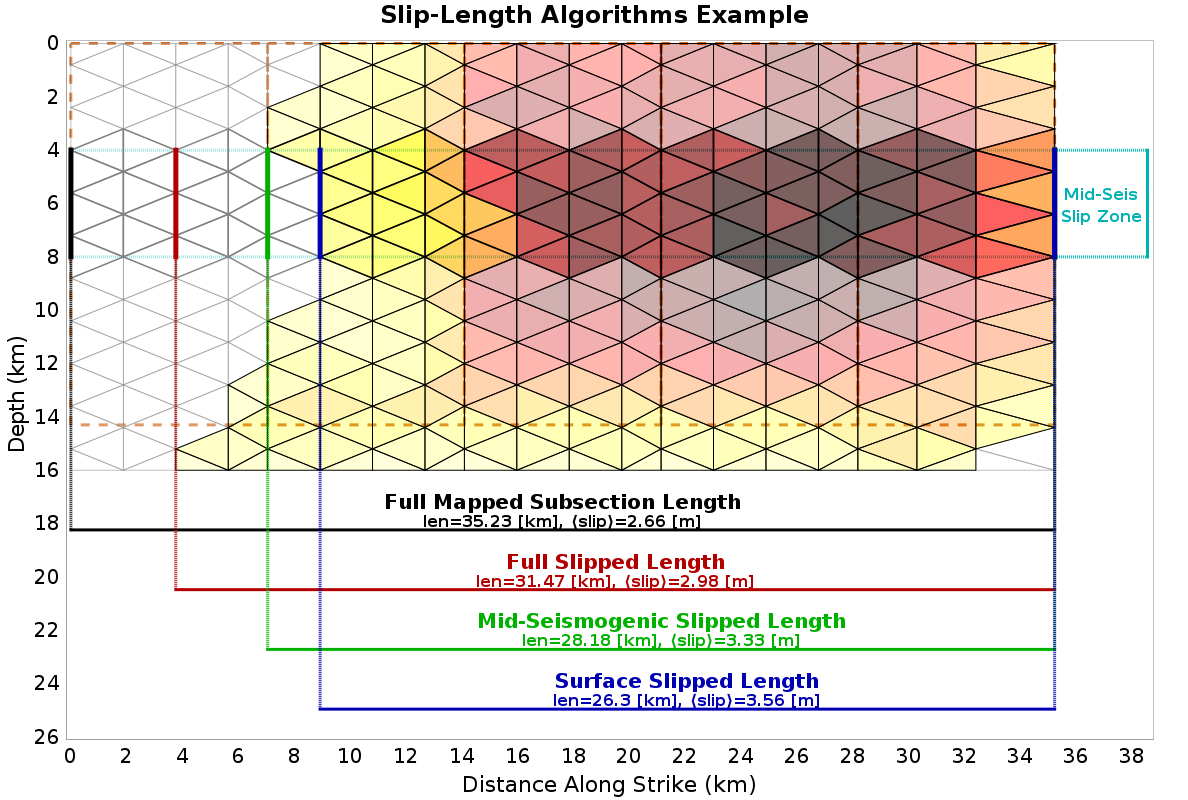 Slip-Length Algorithms Example
0
2
4
6
8
10
12
14
16
18
20
22
24
26
Depth (km)
Mid-Seis
Slip Zone
Full Mapped Subsection Length
len=35.23 [km], ⟨slip⟩=2.66 [m]
Full Slipped Length
len=31.47 [km], ⟨slip⟩=2.98 [m]
Mid-Seismogenic Slipped Length
len=28.18 [km], ⟨slip⟩=3.33 [m]
Surface Slipped Length
len=26.3 [km], ⟨slip⟩=3.56 [m]
0 2 4 6 8 10 12 14 16 18 20 22 24 26 28 30 32 34 36 38
Distance Along Strike (km)